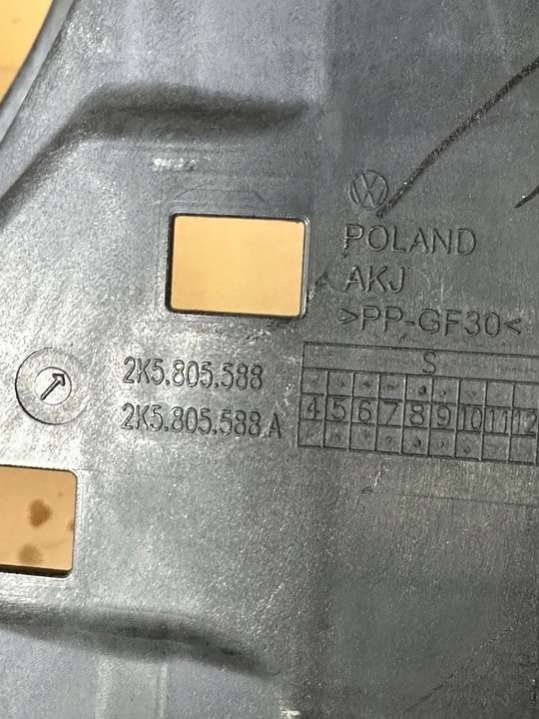 POLAND
AKJ
>PP-GF30<
2K5.805.588
2K5.805.588 A
S
4 5 6 7 8 9 10 11 12